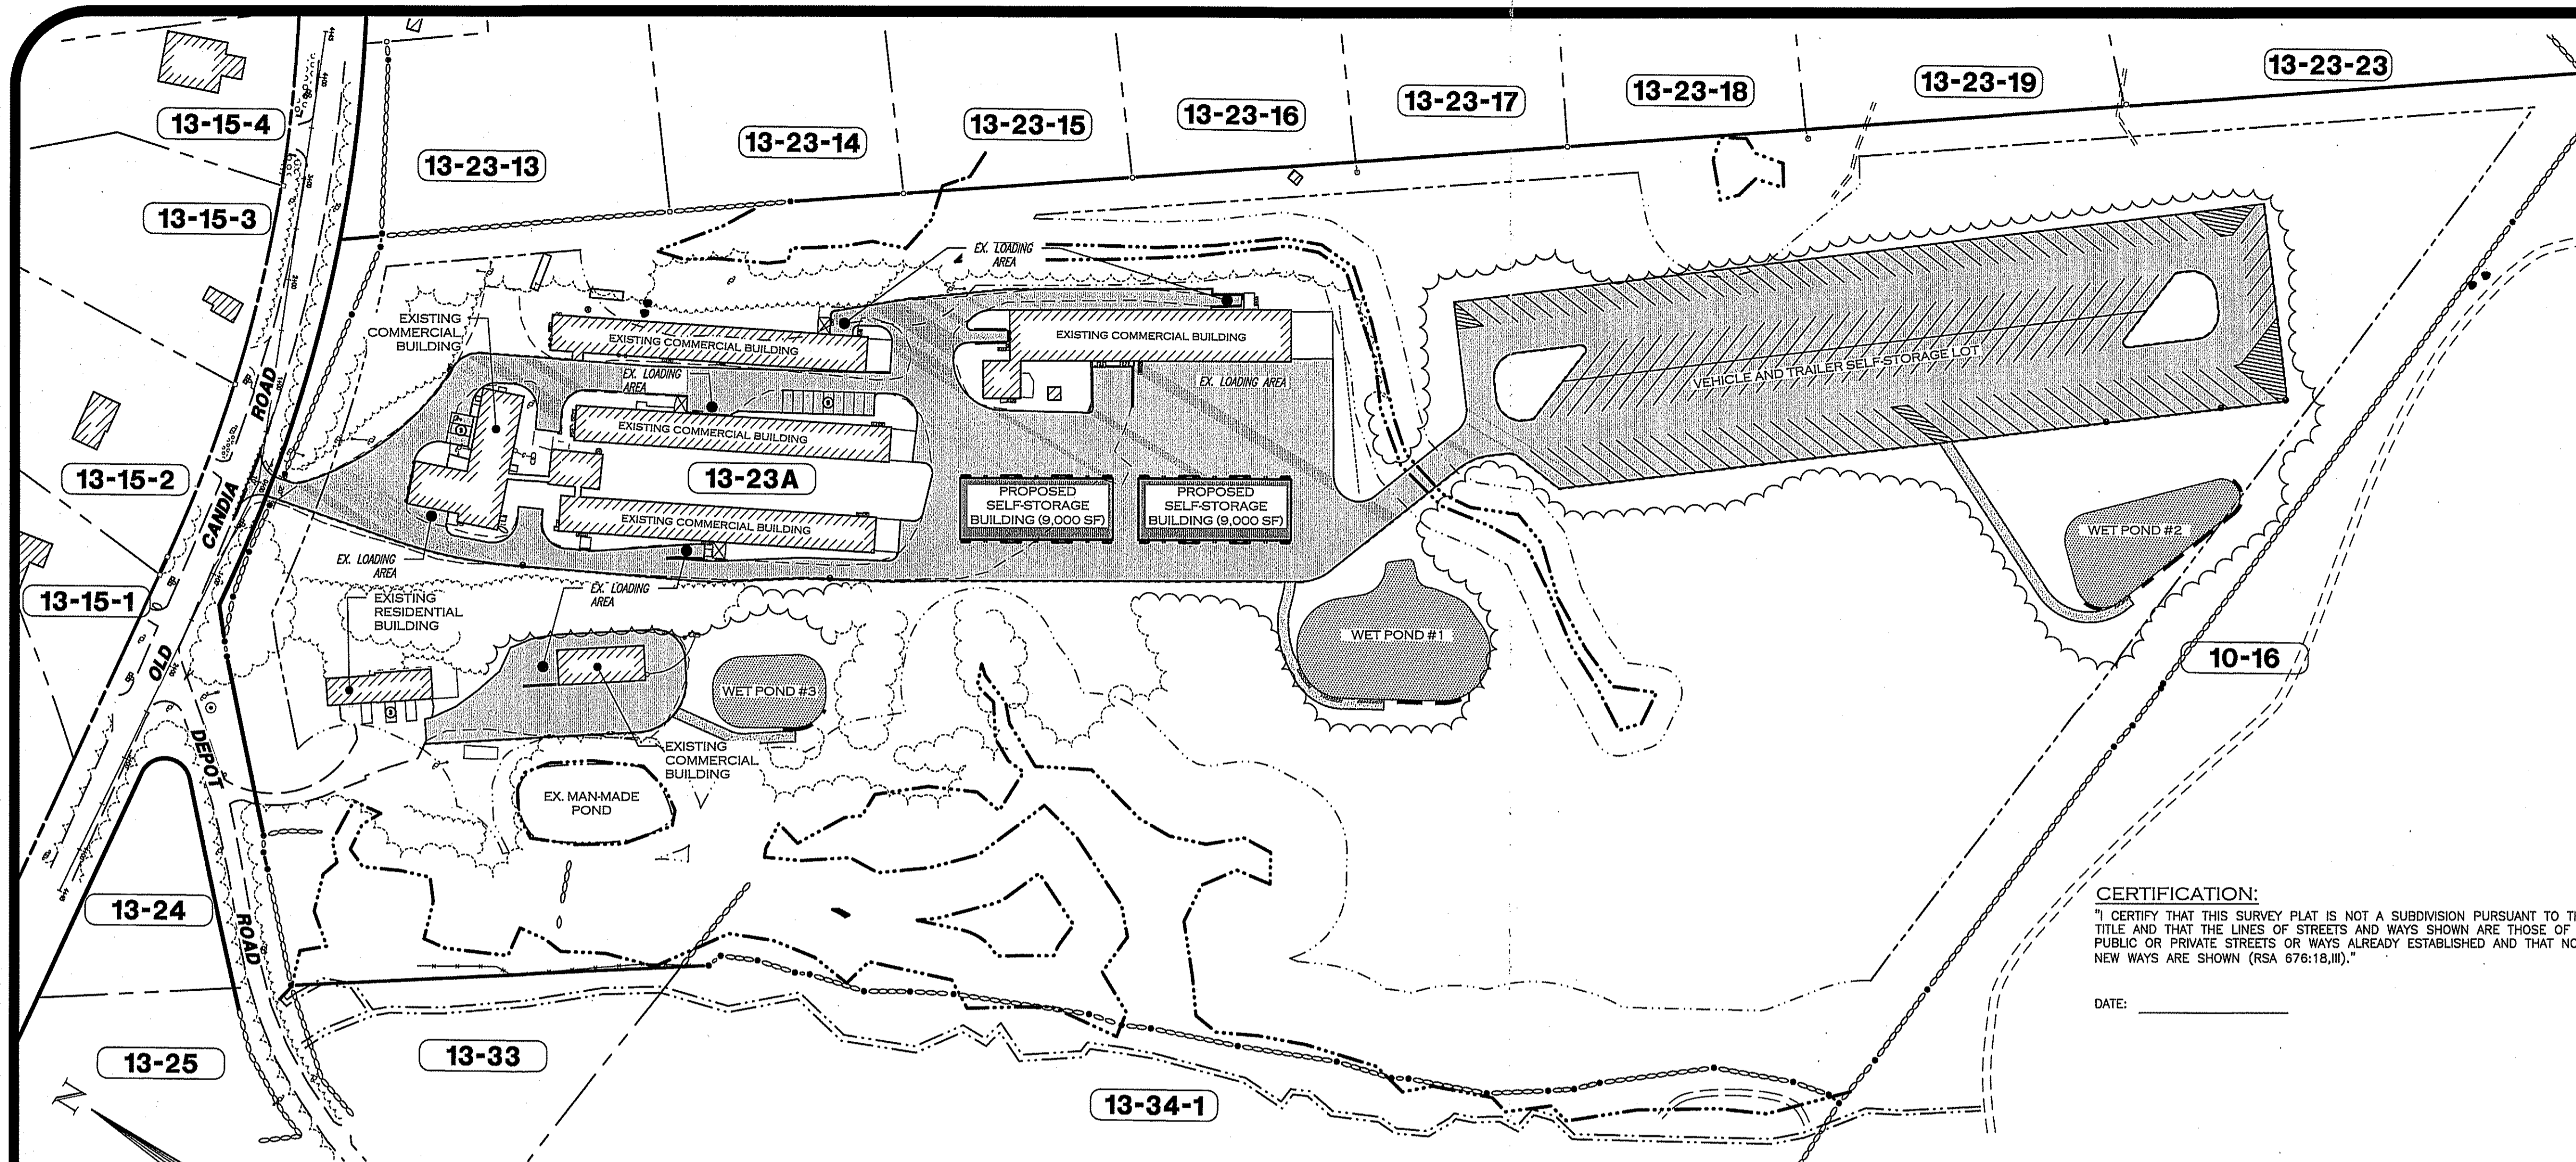 13-15-4
13-23-13
13-23-14
13-23-15
13-23-16
13-23-17
13-23-18
13-23-19
13-23-23
13-15-3
EX. LOADING
AREA
EXISTING
COMMERCIAL
BUILDING
EXISTING COMMERCIAL BUILDING
EXISTING COMMERCIAL BUILDING
EX. LOADING
AREA
EX. LOADING AREA
VEHICLE AND TRAILER SELF-STORAGE LOT
EXISTING COMMERCIAL BUILDING
13-15-2
13-23A
OLD CANDIA ROAD
PROPOSED
SELF-STORAGE
BUILDING (9,000 SF)
PROPOSED
SELF-STORAGE
BUILDING (9,000 SF)
EXISTING COMMERCIAL BUILDING
WET POND #2
EX. LOADING
AREA
EX. LOADING
AREA
13-15-1
EXISTING
RESIDENTIAL
BUILDING
WET POND #1
10-16
WET POND #3
DEPOT ROAD
EXISTING
COMMERCIAL
BUILDING
EX. MAN-MADE
POND
13-24
CERTIFICATION:
"I CERTIFY THAT THIS SURVEY PLAT IS NOT A SUBDIVISION PURSUANT TO
TITLE AND THAT THE LINES OF STREETS AND WAYS SHOWN ARE THOSE OF
PUBLIC OR PRIVATE STREETS OR WAYS ALREADY ESTABLISHED AND THAT NO
NEW WAYS ARE SHOWN (RSA 676:18,III)."
DATE:
13-25
13-33
13-34-1
N